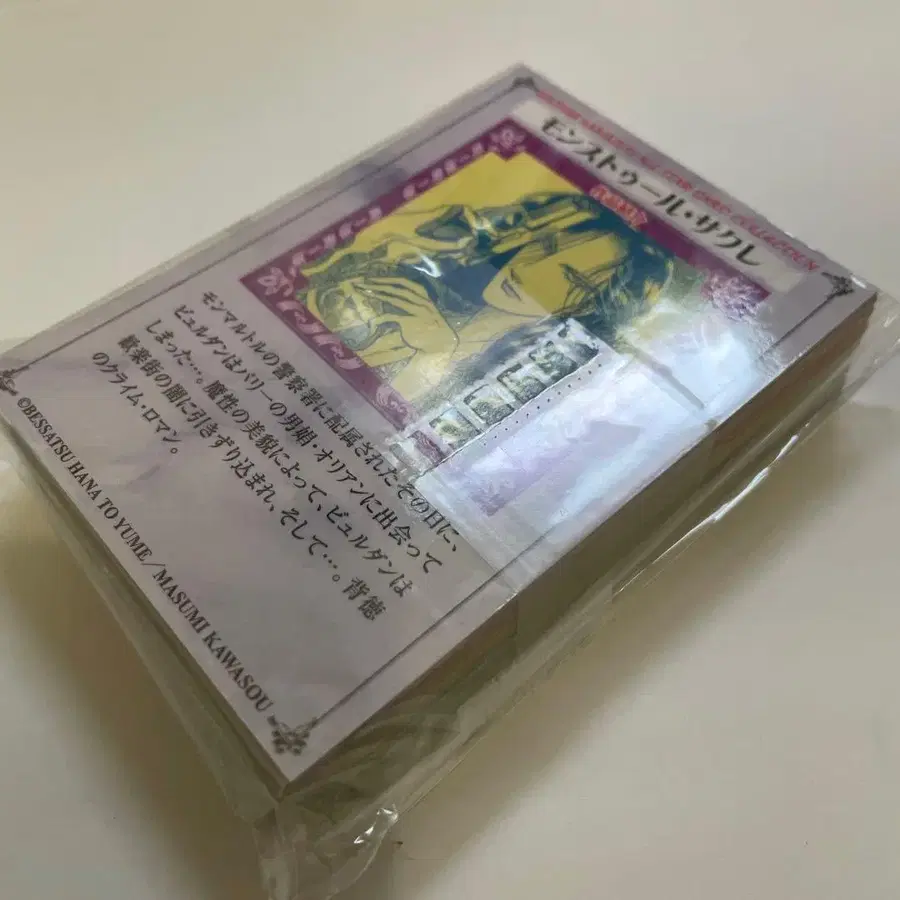 モンストゥール・サクレ
モンマルトルの警察署に配属されたその日に、
ビュルダンはパリーの男娼・オリアンに出会って
しまった…。魔性の美貌によって、ビュルダンは
歓楽街の闇に引きずり込まれ、そして…。背徳
のクライム・ロマン。
©BESSATSU HANA TO YUME／MASUMI KAWASOU